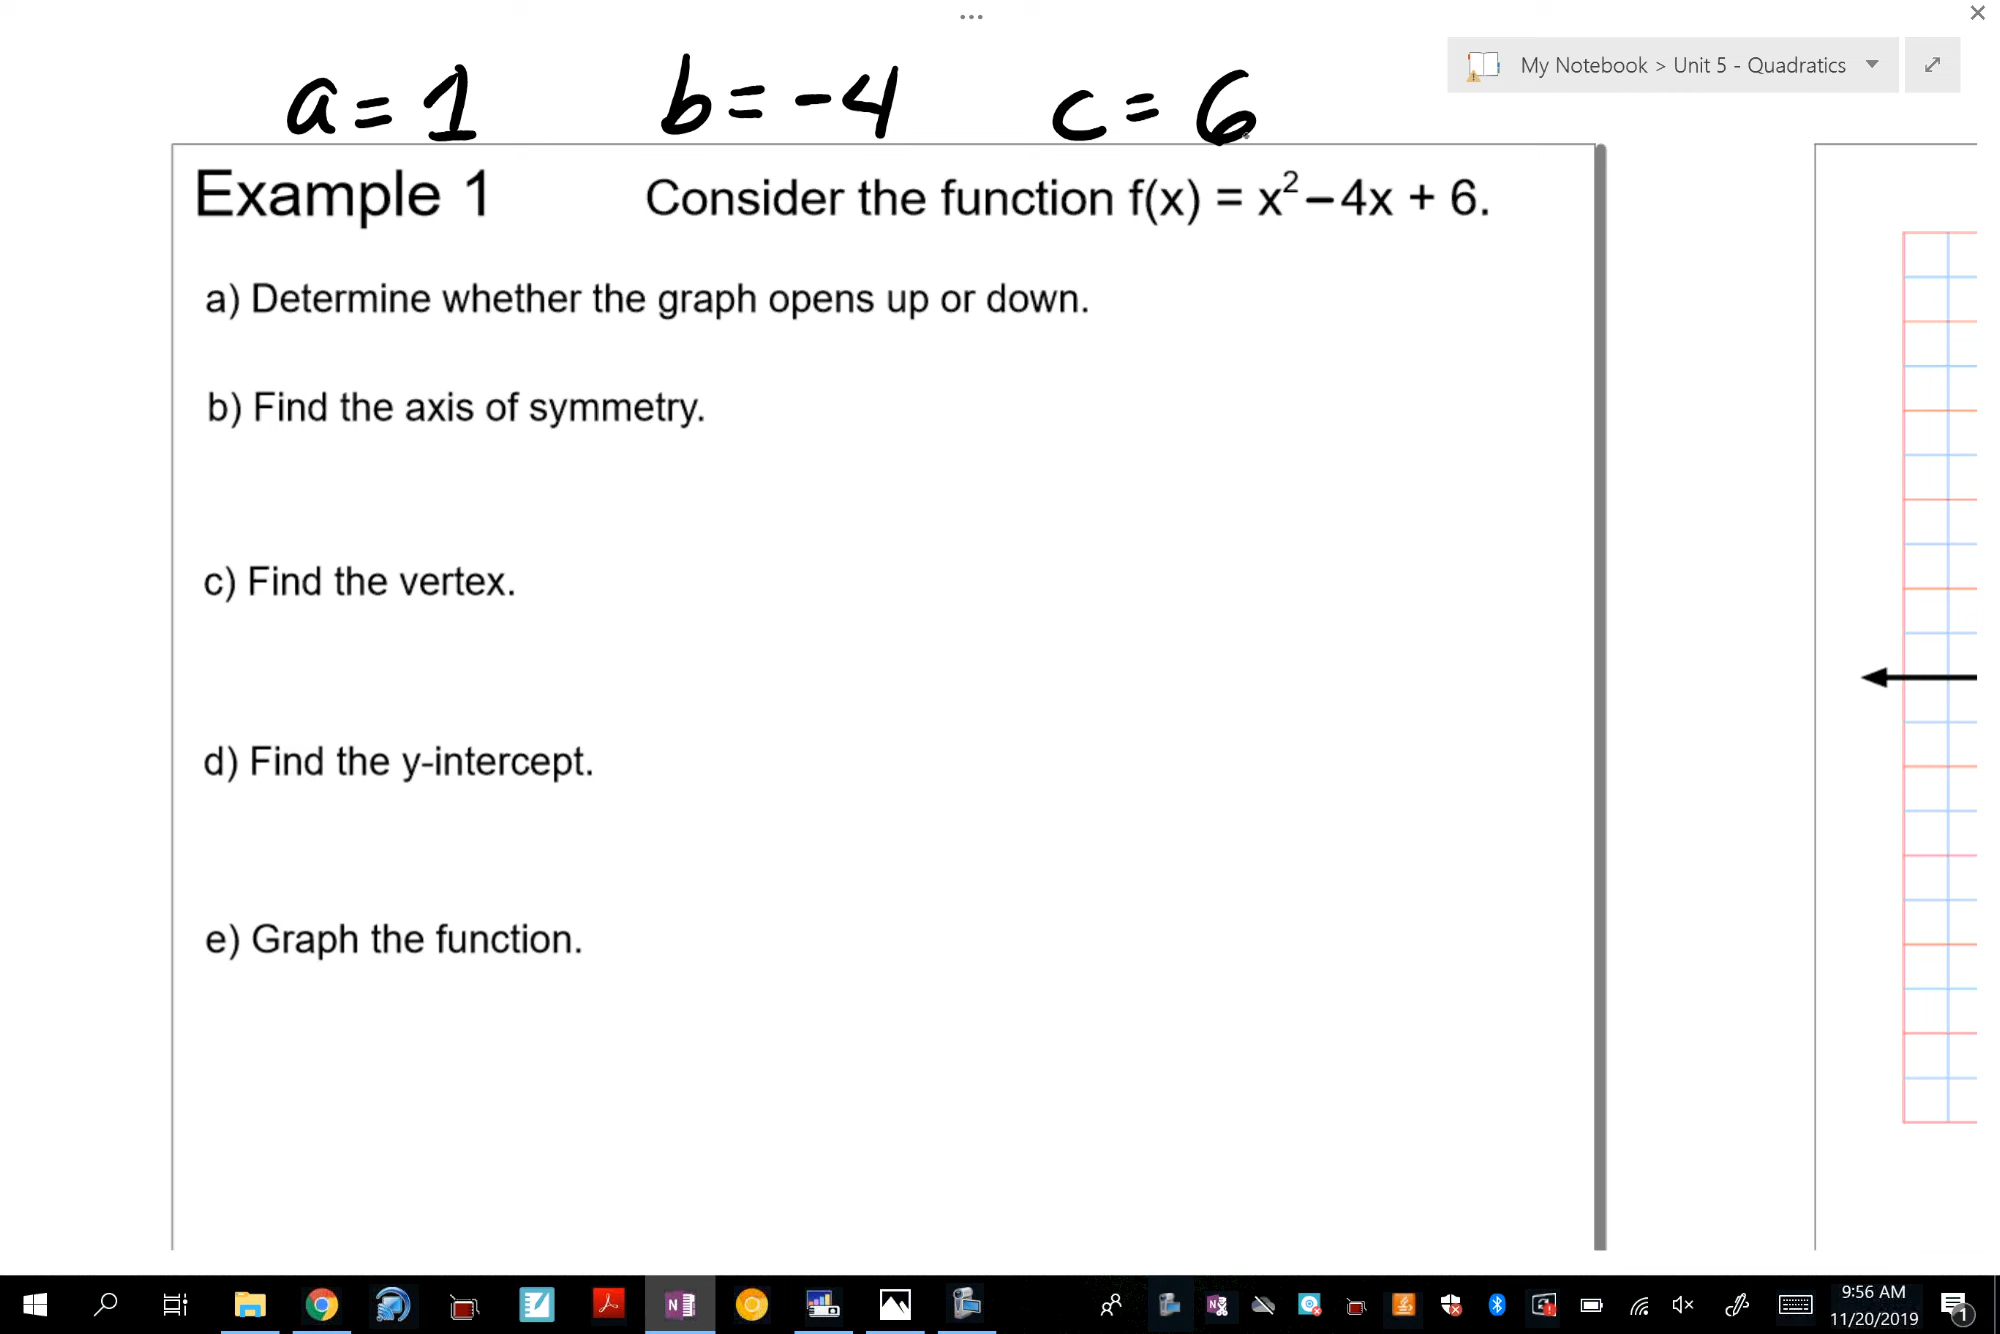 My Notebook > Unit 5 - Quadratics
a = 1 b = -4 c = 6
Example 1 Consider the function f(x) = x² – 4x + 6.
a) Determine whether the graph opens up or down.
b) Find the axis of symmetry.
c) Find the vertex.
d) Find the y-intercept.
e) Graph the function.
9:56 AM
11/20/2019
1